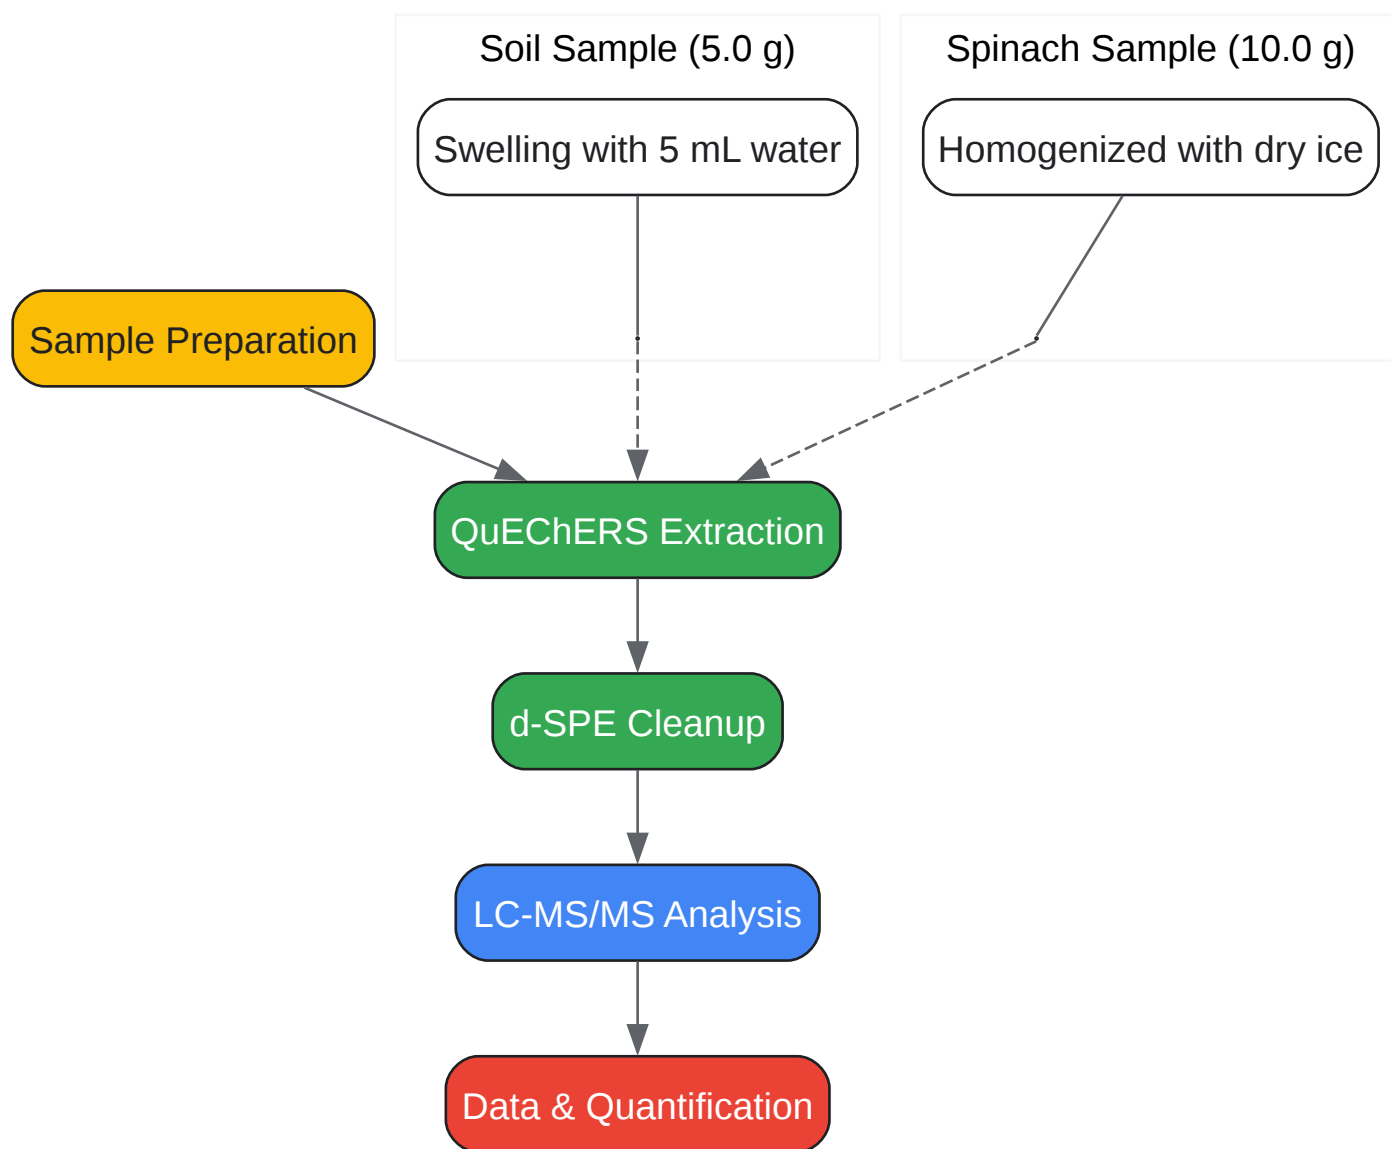 Soil Sample (5.0 g)
Spinach Sample (10.0 g)
Swelling with 5 mL water
Homogenized with dry ice
Sample Preparation
QuEChERS Extraction
d-SPE Cleanup
LC-MS/MS Analysis
Data & Quantification